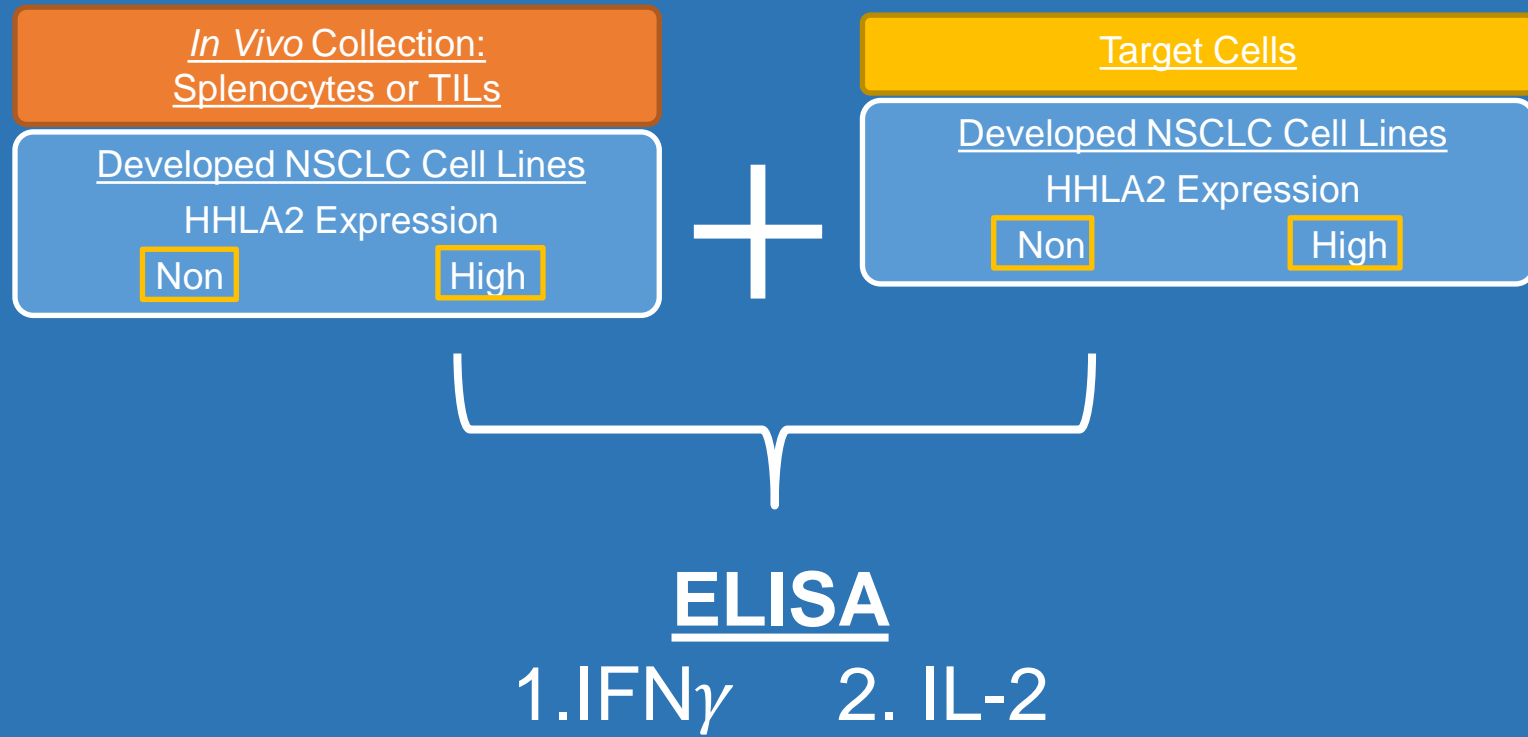 In Vivo Collection:
Splenocytes or TILs
Developed NSCLC Cell Lines
HHLA2 Expression
Non High
Target Cells
Developed NSCLC Cell Lines
HHLA2 Expression
Non High
+
ELISA
1.IFNγ 2. IL-2